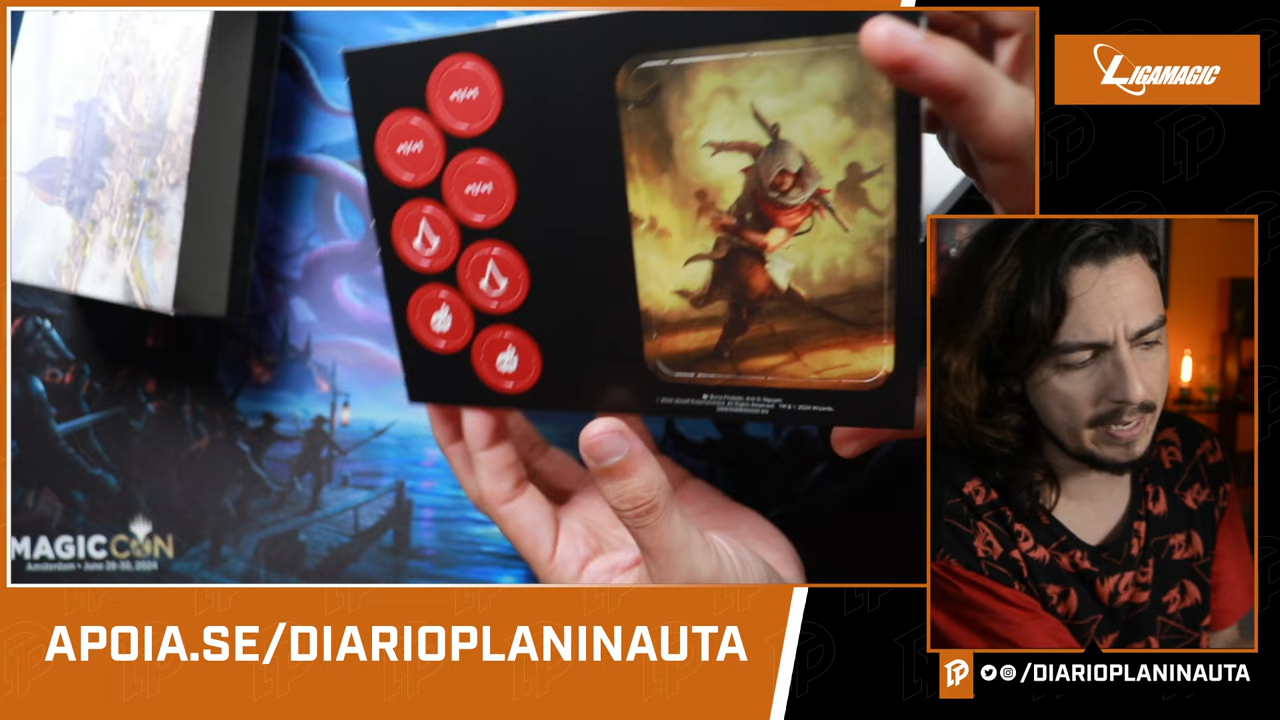 LIGAMAGIC
MAGICCON
Amsterdam • June 28-30, 2024
APOIA.SE/DIARIOPLANINAUTA
/DIARIOPLANINAUTA